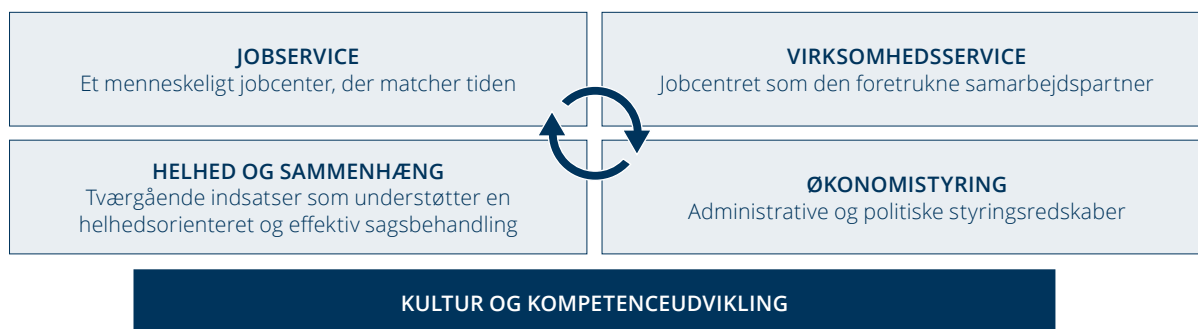 JOBSERVICE
Et menneskeligt jobcenter, der matcher tiden
VIRKSOMHEDSSERVICE
Jobcentret som den foretrukne samarbejdspartner
HELHED OG SAMMENHÆNG
Tværgående indsatser som understøtter en
helhedsorienteret og effektiv sagsbehandling
ØKONOMISTYRING
Administrative og politiske styringsredskaber
KULTUR OG KOMPETENCEUDVIKLING